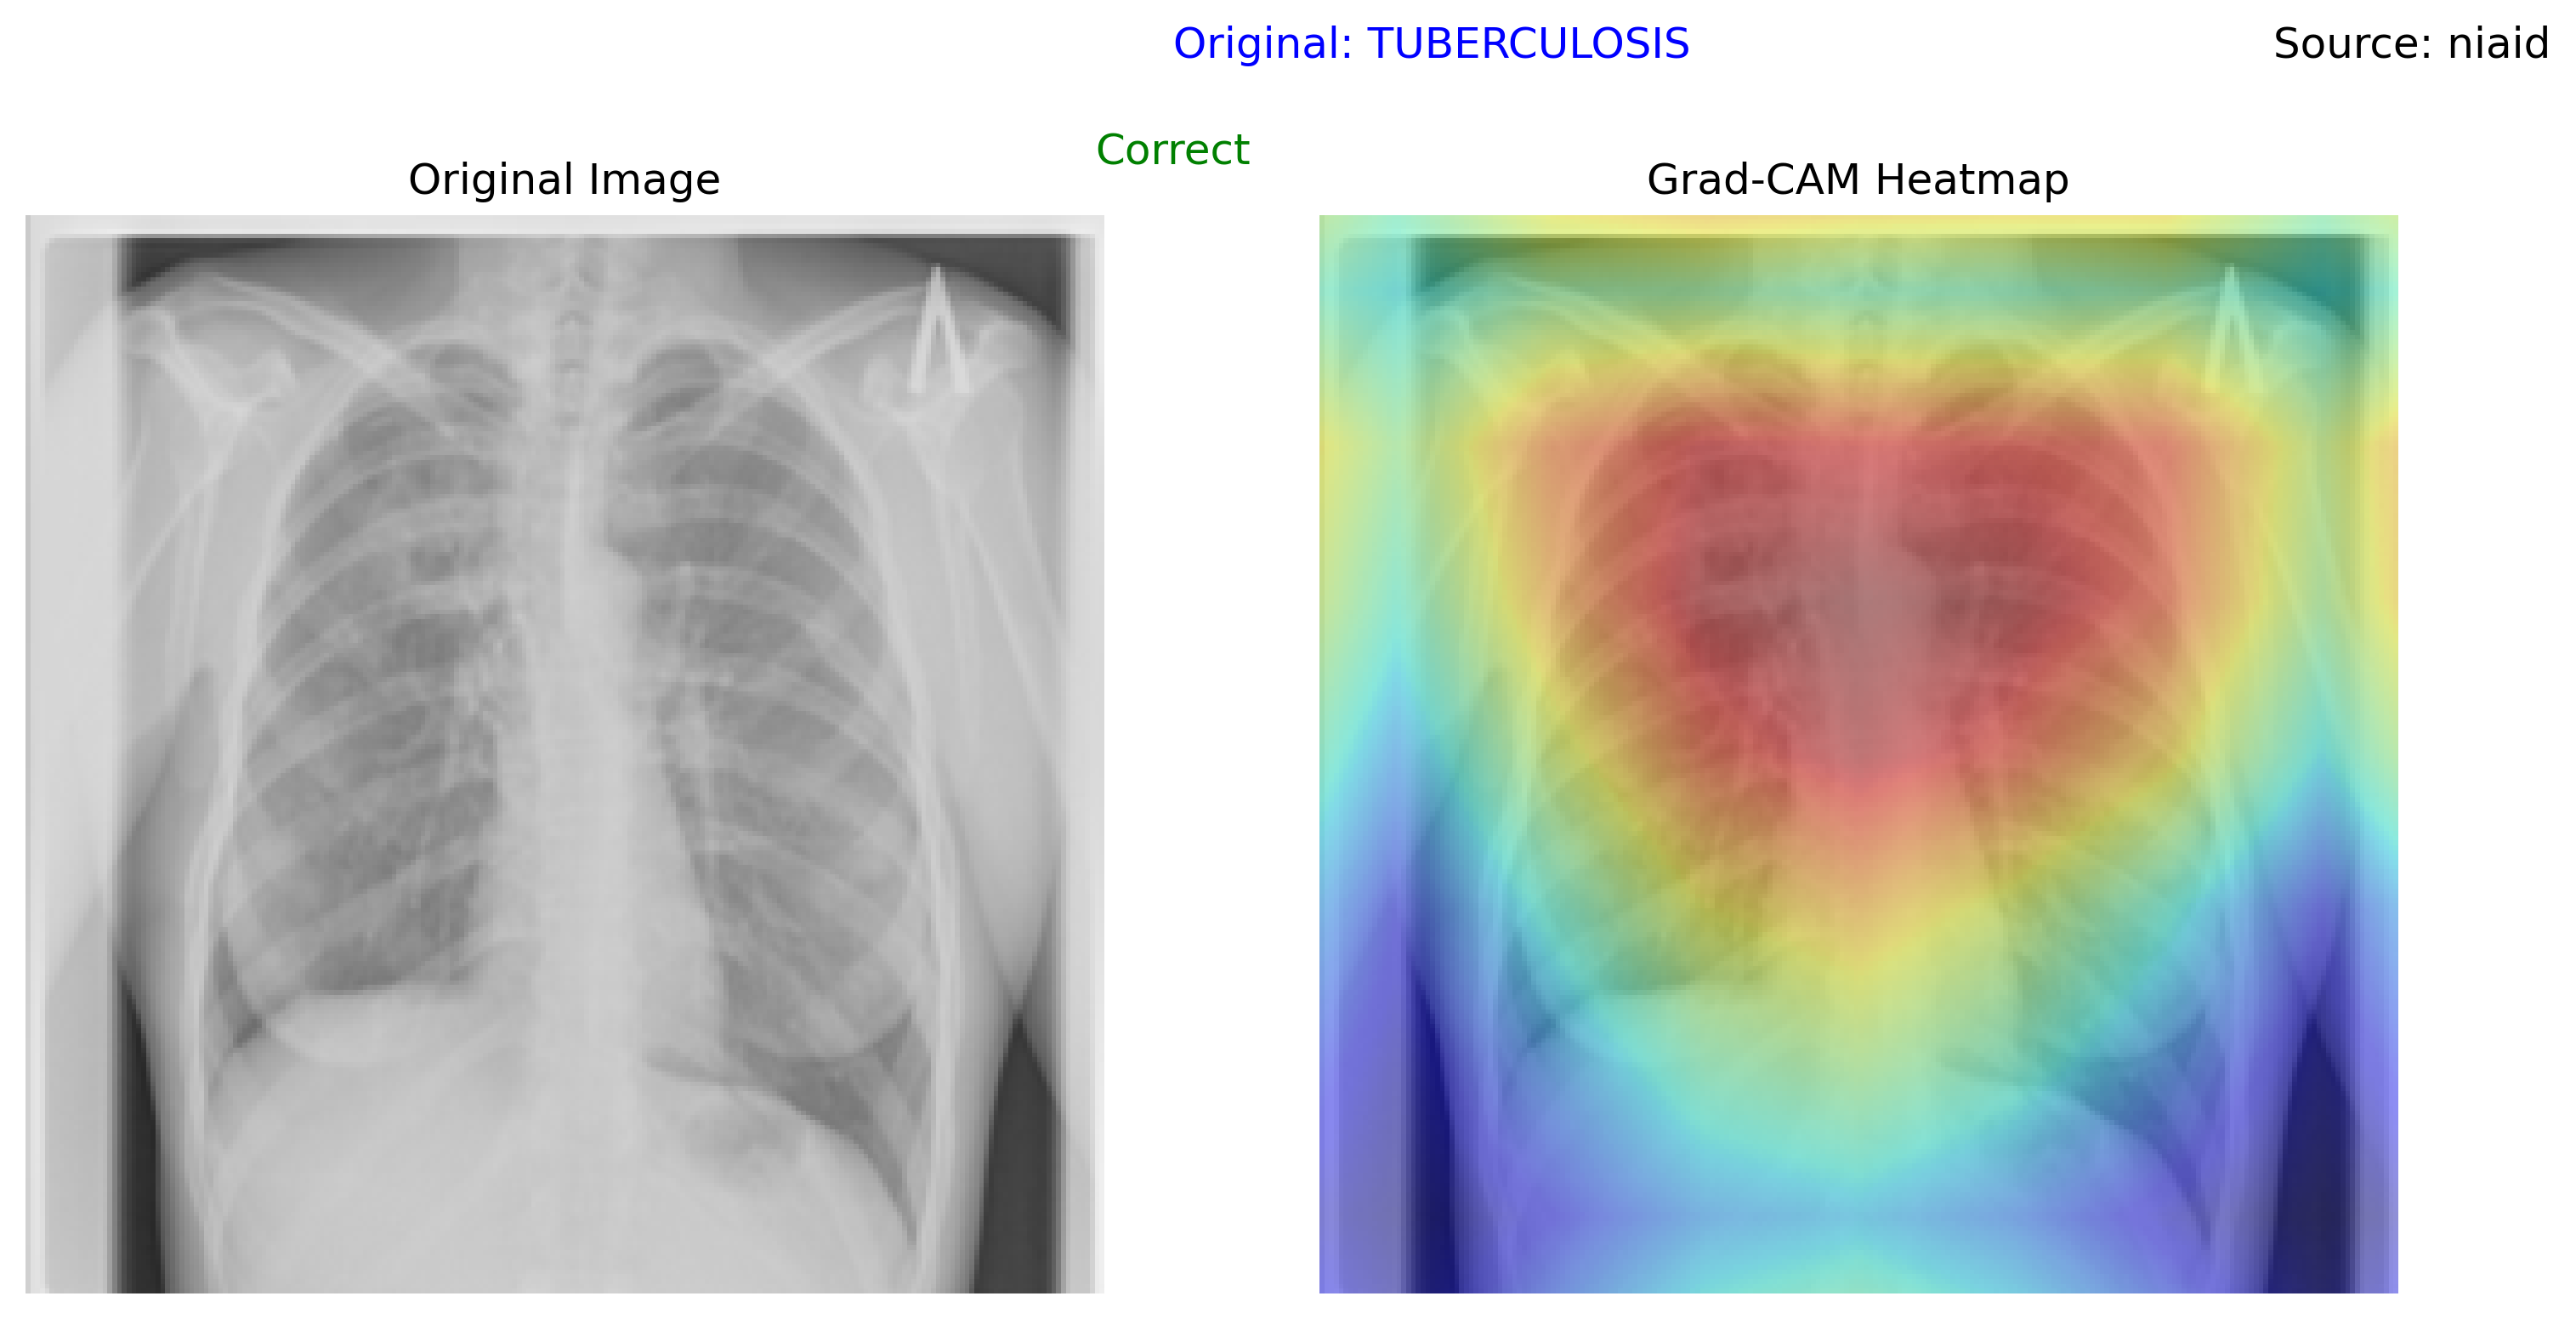 Original: TUBERCULOSIS
Source: niaid
Correct
Original Image
Grad-CAM Heatmap